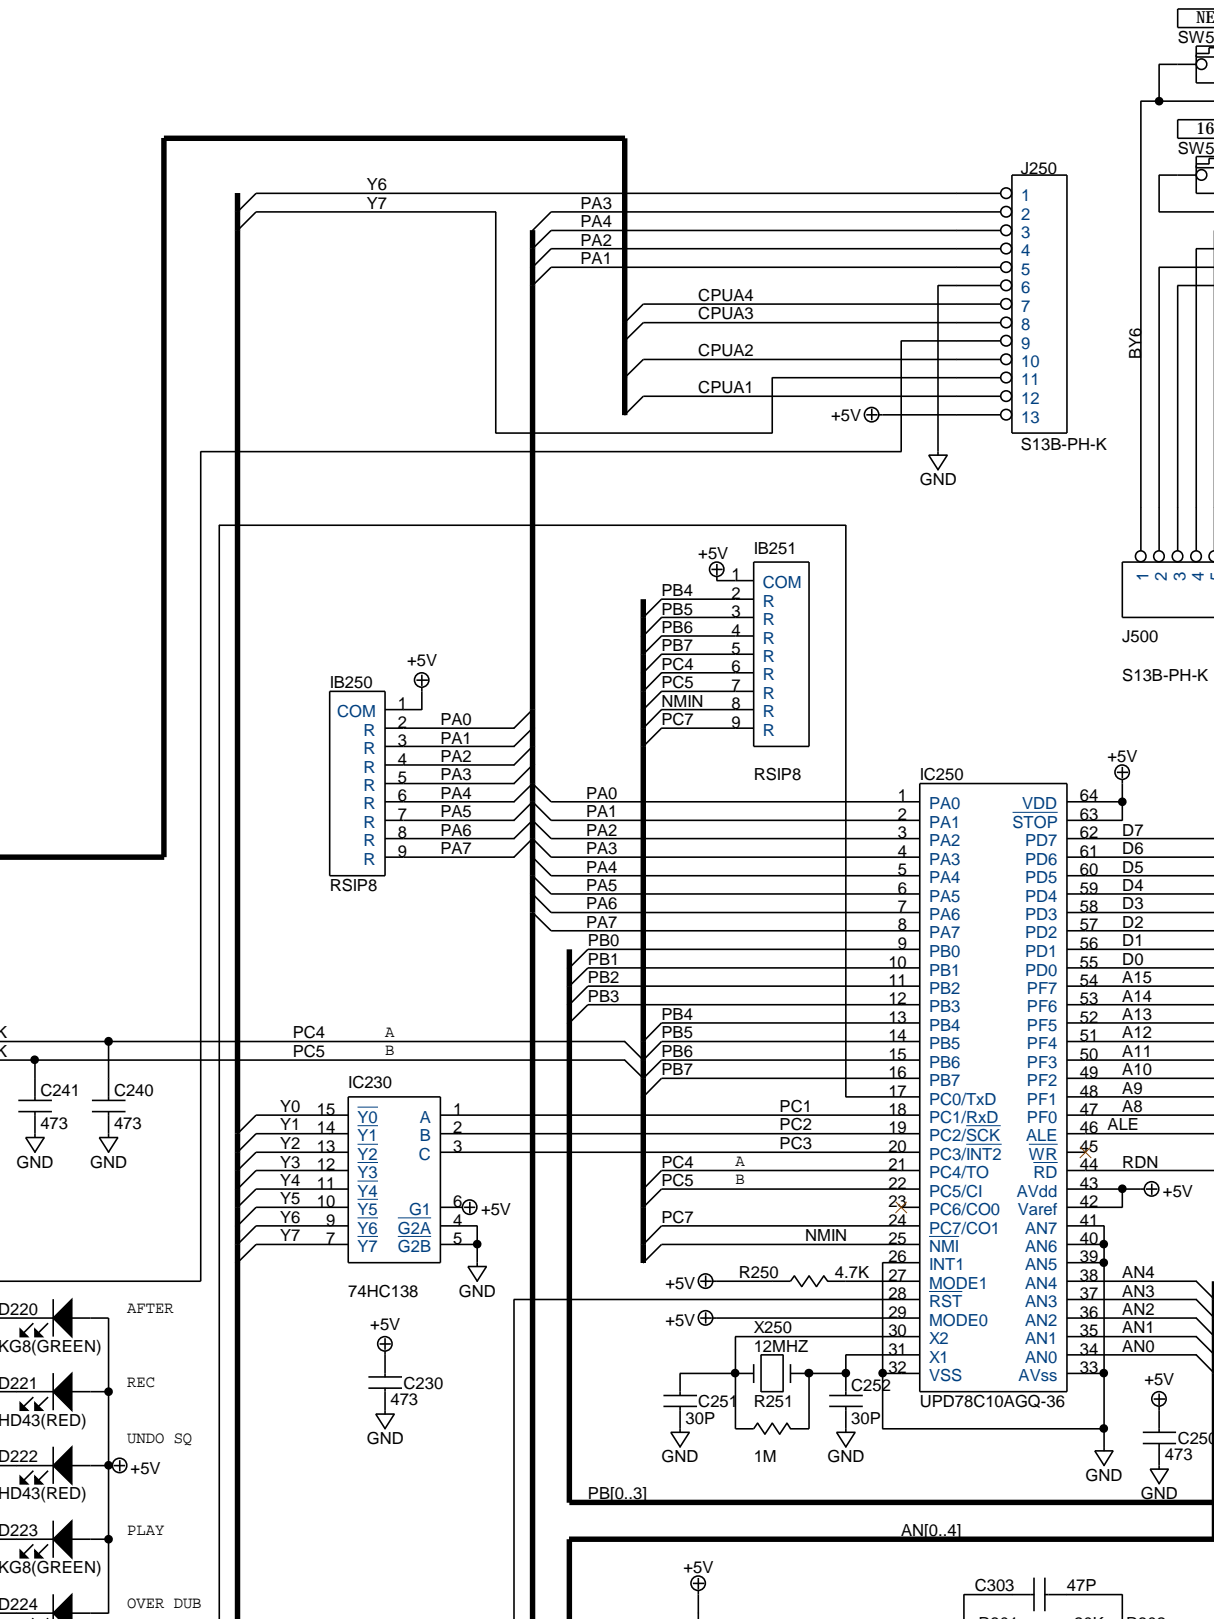 NE
SW5
16
SW5
J250
Y6
Y7
PA3
PA4
PA2
PA1
CPUA4
CPUA3
CPUA2
CPUA1
+5V
1
2
3
4
5
6
7
8
9
10
11
12
13
S13B-PH-K
GND
BY6
1
2
3
4
J500
S13B-PH-K
IB251
+5V
1 COM
PB4 2 R
PB5 3 R
PB6 4 R
PB7 5 R
PC4 6 R
PC5 7 R
NMIN 8 R
PC7 9 R
RSIP8
+5V
IB250
COM 1
R 2 PA0
R 3 PA1
R 4 PA2
R 5 PA3
R 6 PA4
R 7 PA5
R 8 PA6
R 9 PA7
RSIP8
IC250
+5V
PA0 1 PA0 VDD 64
PA1 2 PA1 STOP 63
PA2 3 PA2 PD7 62 D7
PA3 4 PA3 PD6 61 D6
PA4 5 PA4 PD5 60 D5
PA5 6 PA5 PD4 59 D4
PA6 7 PA6 PD3 58 D3
PA7 8 PA7 PD2 57 D2
PB0 9 PB0 PD1 56 D1
PB1 10 PB1 PD0 55 D0
PB2 11 PB2 PF7 54 A15
PB3 12 PB3 PF6 53 A14
PB4 13 PB4 PF5 52 A13
PB5 14 PB5 PF4 51 A12
PB6 15 PB6 PF3 50 A11
PB7 16 PB7 PF2 49 A10
17 PC0/TxD PF1 48 A9
PC1 18 PC1/RxD PF0 47 A8
PC2 19 PC2/SCK ALE 46 ALE
PC3 20 PC3/INT2 WR 45
PC4 A 21 PC4/TO RD 44 RDN
PC5 B 22 PC5/CI AVdd 43 +5V
23 PC6/CO0 Varef 42
PC7 24 PC7/CO1 AN7 41
NMIN 25 NMI AN6 40
26 INT1 AN5 39
+5V R250 4.7K 27 MODE1 AN4 38 AN4
28 RST AN3 37 AN3
+5V 29 MODE0 AN2 36 AN2
30 X2 AN1 35 AN1
31 X1 AN0 34 AN0
32 VSS AVss 33
UPD78C10AGQ-36
K PC4 A
K PC5 B
C241
473
GND
C240
473
GND
IC230
Y0 15 Y0 A 1
Y1 14 Y1 B 2
Y2 13 Y2 C 3
Y3 12 Y3
Y4 11 Y4
Y5 10 Y5 G1 6 +5V
Y6 9 Y6 G2A 4
Y7 7 Y7 G2B 5
74HC138
GND
+5V
C230
473
GND
X250
12MHZ
C251
30P
GND
R251
1M
C252
30P
GND
GND
+5V
C250
473
GND
D220 AFTER
KG8(GREEN)
D221 REC
HD43(RED)
UNDO SQ
D222 +5V
HD43(RED)
D223 PLAY
KG8(GREEN)
D224 OVER DUB
PB[0..3]
AN[0..4]
+5V
C303 47P